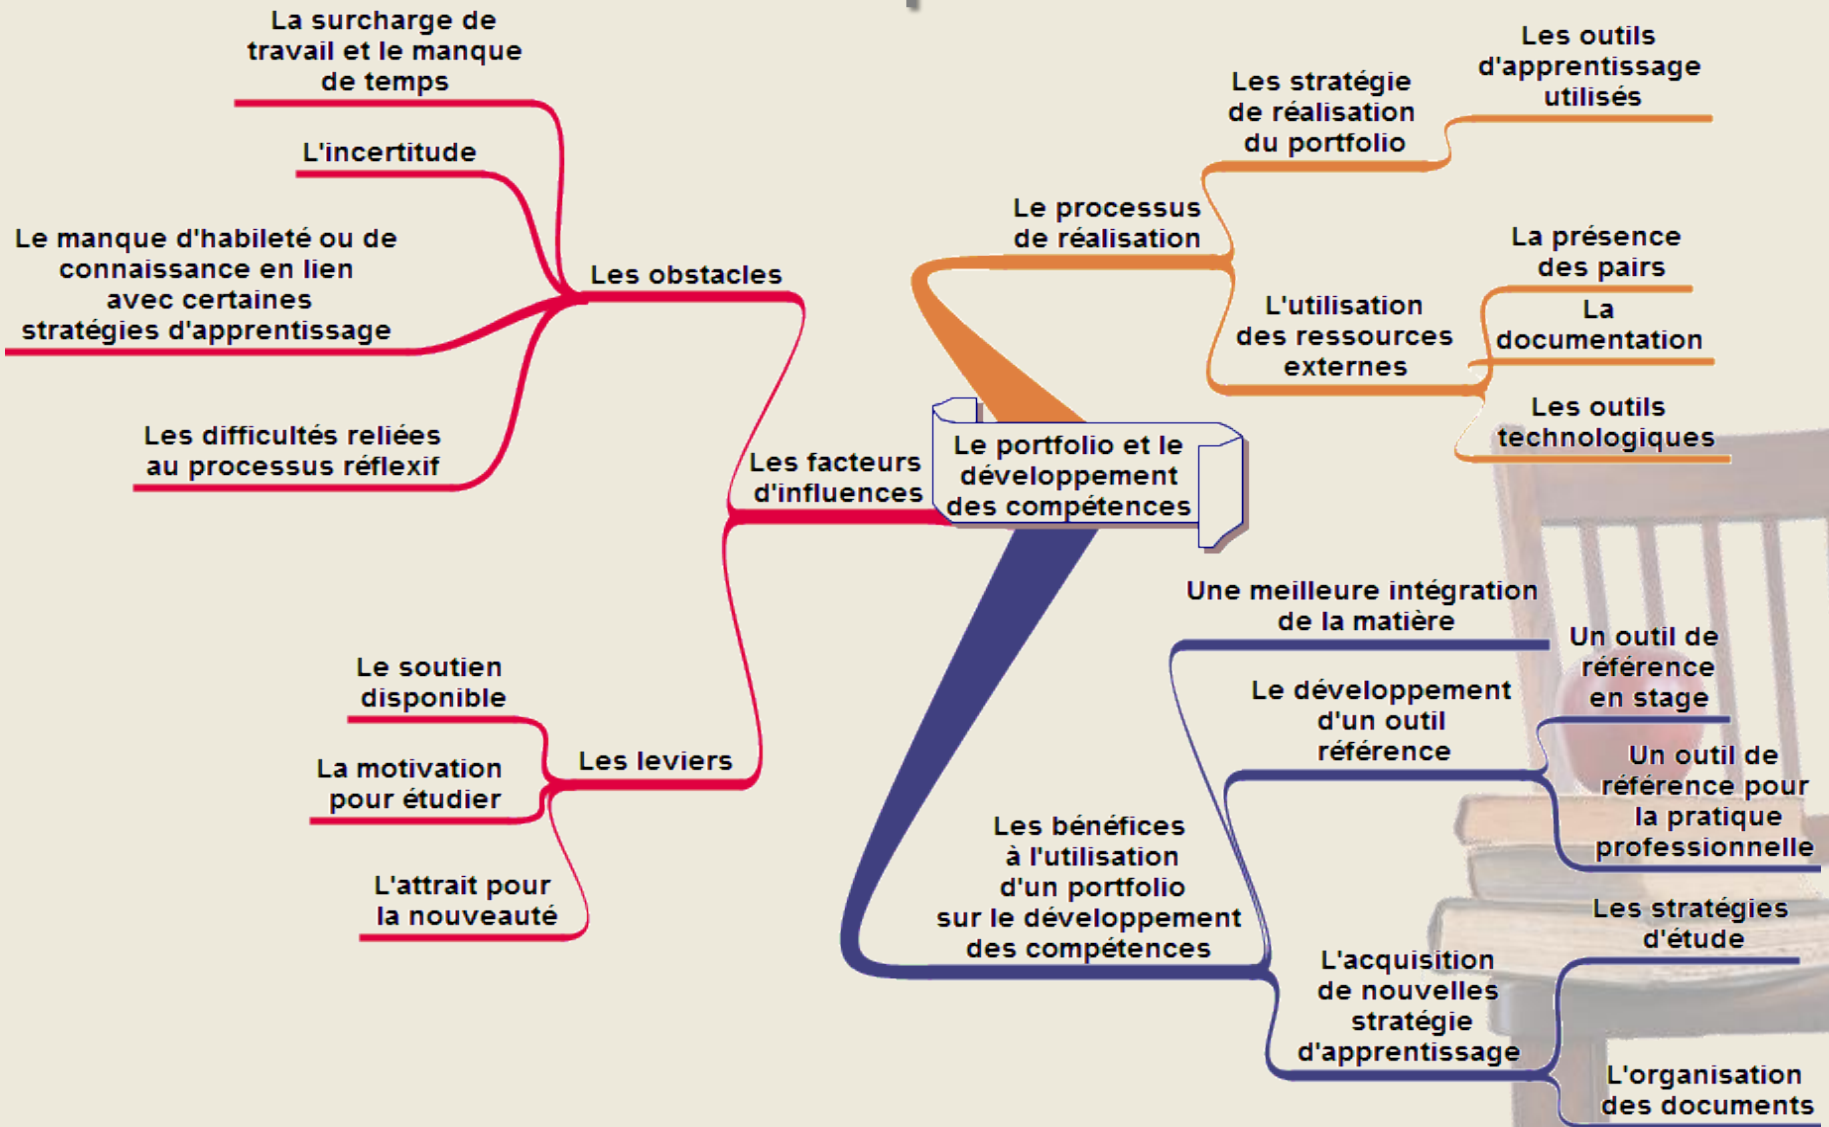 Le portfolio et le
développement
des compétences
Le processus
de réalisation
Les stratégie
de réalisation
du portfolio
Les outils
d'apprentissage
utilisés
L'utilisation
des ressources
externes
La présence
des pairs
La
documentation
Les outils
technologiques
Les facteurs
d'influences
Les obstacles
La surcharge de
travail et le manque
de temps
L'incertitude
Le manque d'habileté ou de
connaissance en lien
avec certaines
stratégies d'apprentissage
Les difficultés reliées
au processus réflexif
Les leviers
Le soutien
disponible
La motivation
pour étudier
L'attrait pour
la nouveauté
Les bénéfices
à l'utilisation
d'un portfolio
sur le développement
des compétences
Une meilleure intégration
de la matière
Le développement
d'un outil
référence
Un outil de
référence
en stage
Un outil de
référence pour
la pratique
professionnelle
L'acquisition
de nouvelles
stratégie
d'apprentissage
Les stratégies
d'étude
L'organisation
des documents